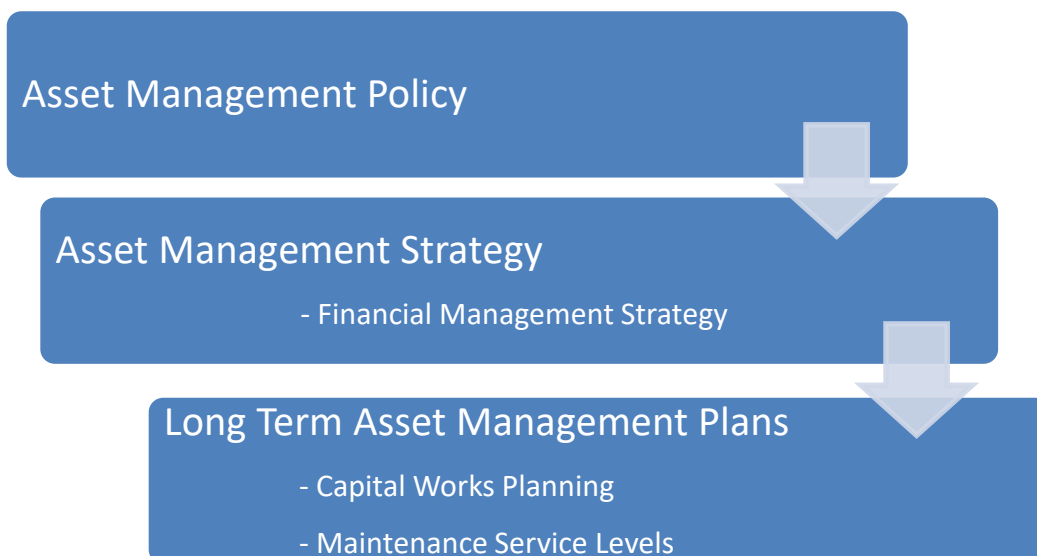 Asset Management Policy
Asset Management Strategy
- Financial Management Strategy
Long Term Asset Management Plans
- Capital Works Planning
- Maintenance Service Levels